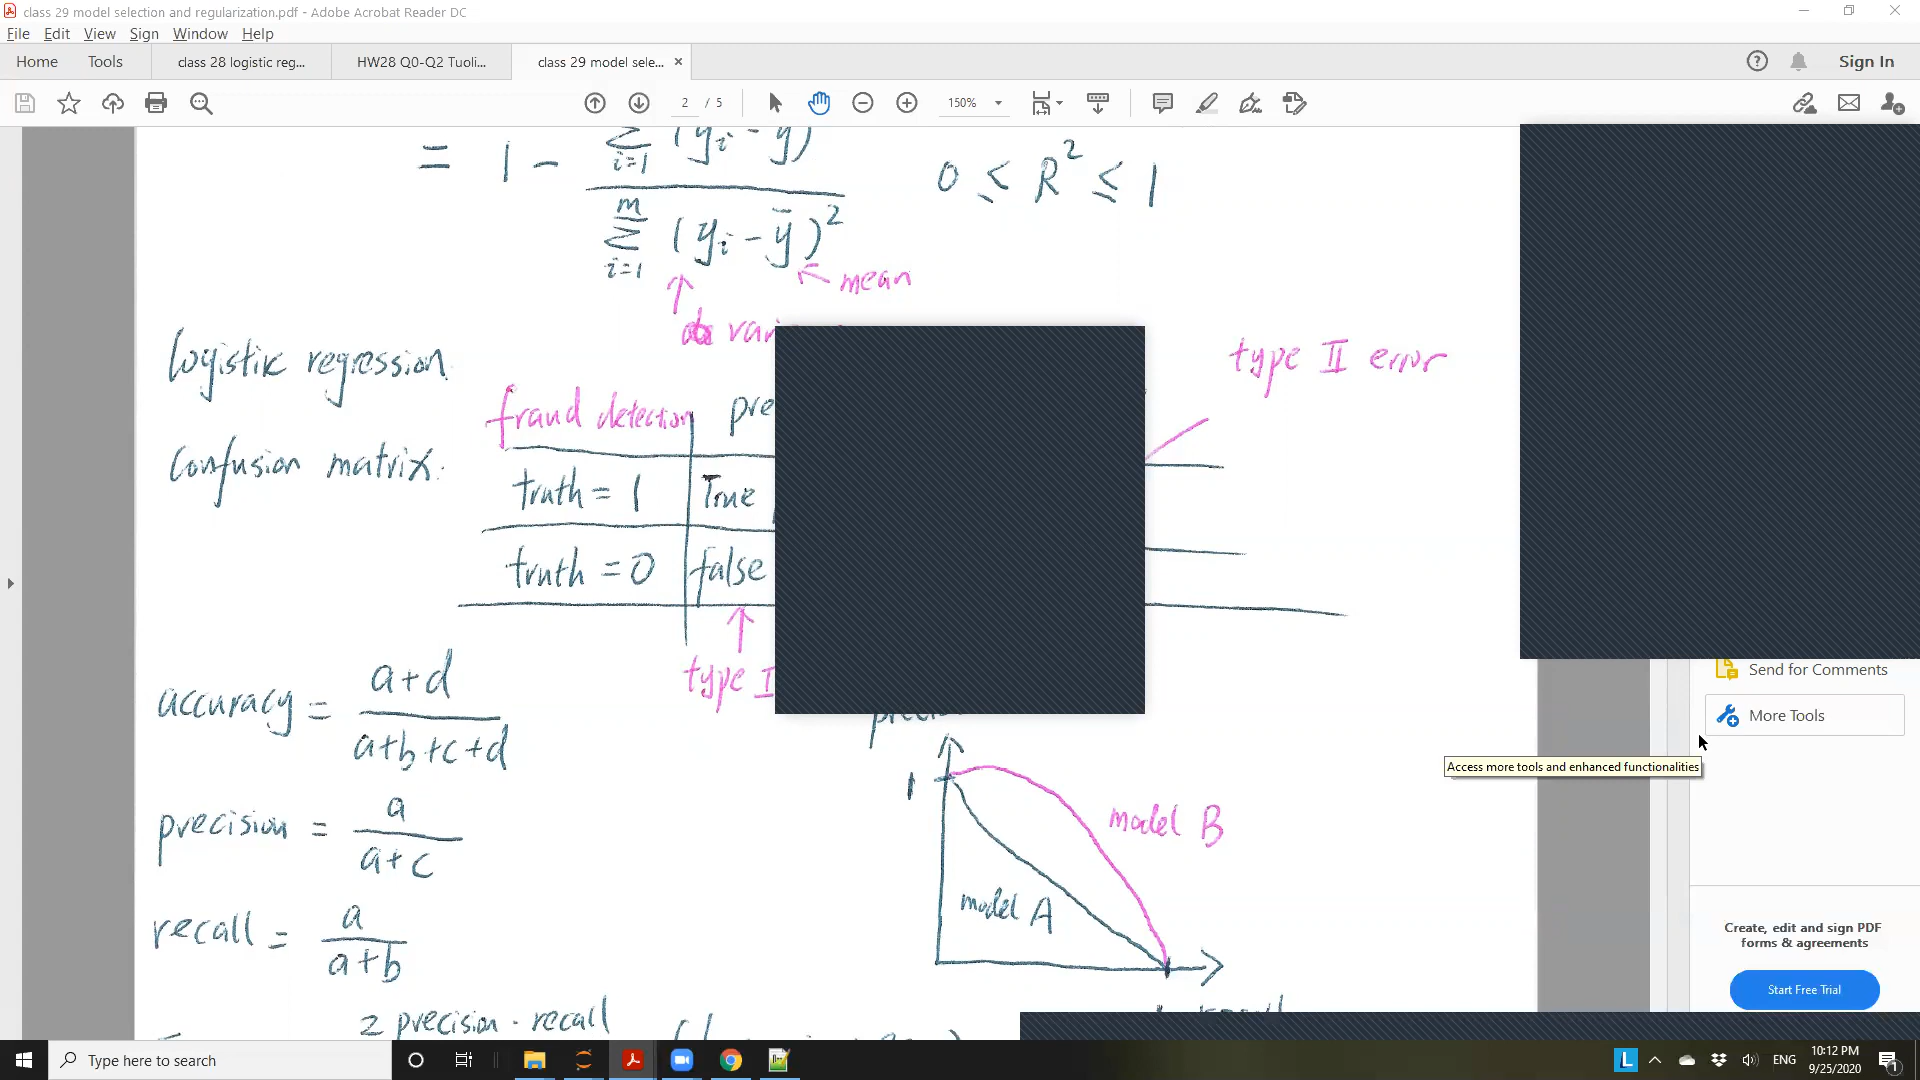 class 29 model selection and regularization.pdf - Adobe Acrobat Reader DC
File Edit View Sign Window Help
Home Tools class 28 logistic reg... HW28 Q0-Q2 Tuoli... class 29 model sele... × Sign In
2 / 5 150%
= 1 - Σ i=1 (yi - y) 0 ≤ R² ≤ 1
m Σ i=1 (yi - ȳ)²
mean
logistic regression
type II error
fraud detection
confusion matrix:
truth = 1 True
truth = 0 false
type I
accuracy = a+d / a+b+c+d
precision = a / a+c
recall = a / a+b
1
model B
model A
2 precision · recall
Send for Comments
More Tools
Access more tools and enhanced functionalities
Create, edit and sign PDF
forms & agreements
Start Free Trial
Type here to search
L
ENG
10:12 PM
9/25/2020
1